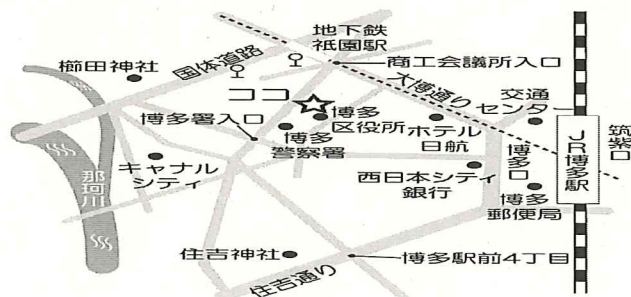 地下鉄
祇園駅
商工会議所入口
国体道路
櫛田神社
大博通り
交通
センター
ココ
博多
区役所
博多署入口
博多
警察署
ホテル
日航
筑紫口
JR博多駅
博多口
キャナル
シティ
西日本シティ
銀行
那珂川
博多
郵便局
住吉神社
住吉通り
博多駅前4丁目